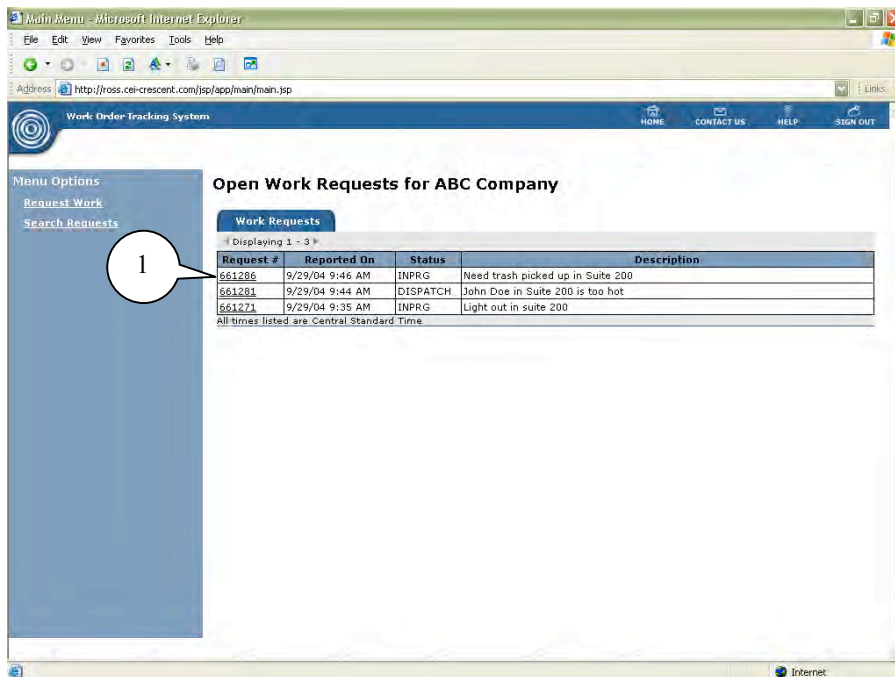 Main Menu - Microsoft Internet Explorer
File Edit View Favorites Tools Help
Address http://ross.cei-crescent.com/jsp/app/main/main.jsp Links
Work Order Tracking System HOME CONTACT US HELP SIGN OUT
Menu Options
Request Work
Search Requests
Open Work Requests for ABC Company
Work Requests
Displaying 1 - 3
Request # Reported On Status Description
661286 9/29/04 9:46 AM INPRG Need trash picked up in Suite 200
661281 9/29/04 9:44 AM DISPATCH John Doe in Suite 200 is too hot
661271 9/29/04 9:35 AM INPRG Light out in suite 200
All times listed are Central Standard Time
1
Internet